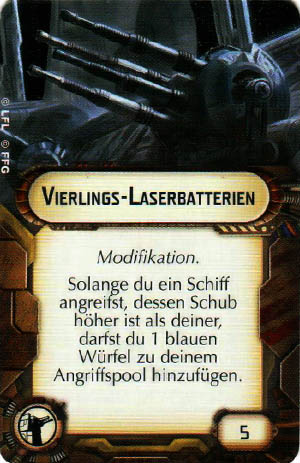 © LFL © FFG
VIERLINGS-LASERBATTERIEN
Modifikation.
Solange du ein Schiff
angreifst, dessen Schub
höher ist als deiner,
darfst du 1 blauen
Würfel zu deinem
Angriffspool hinzufügen.
5